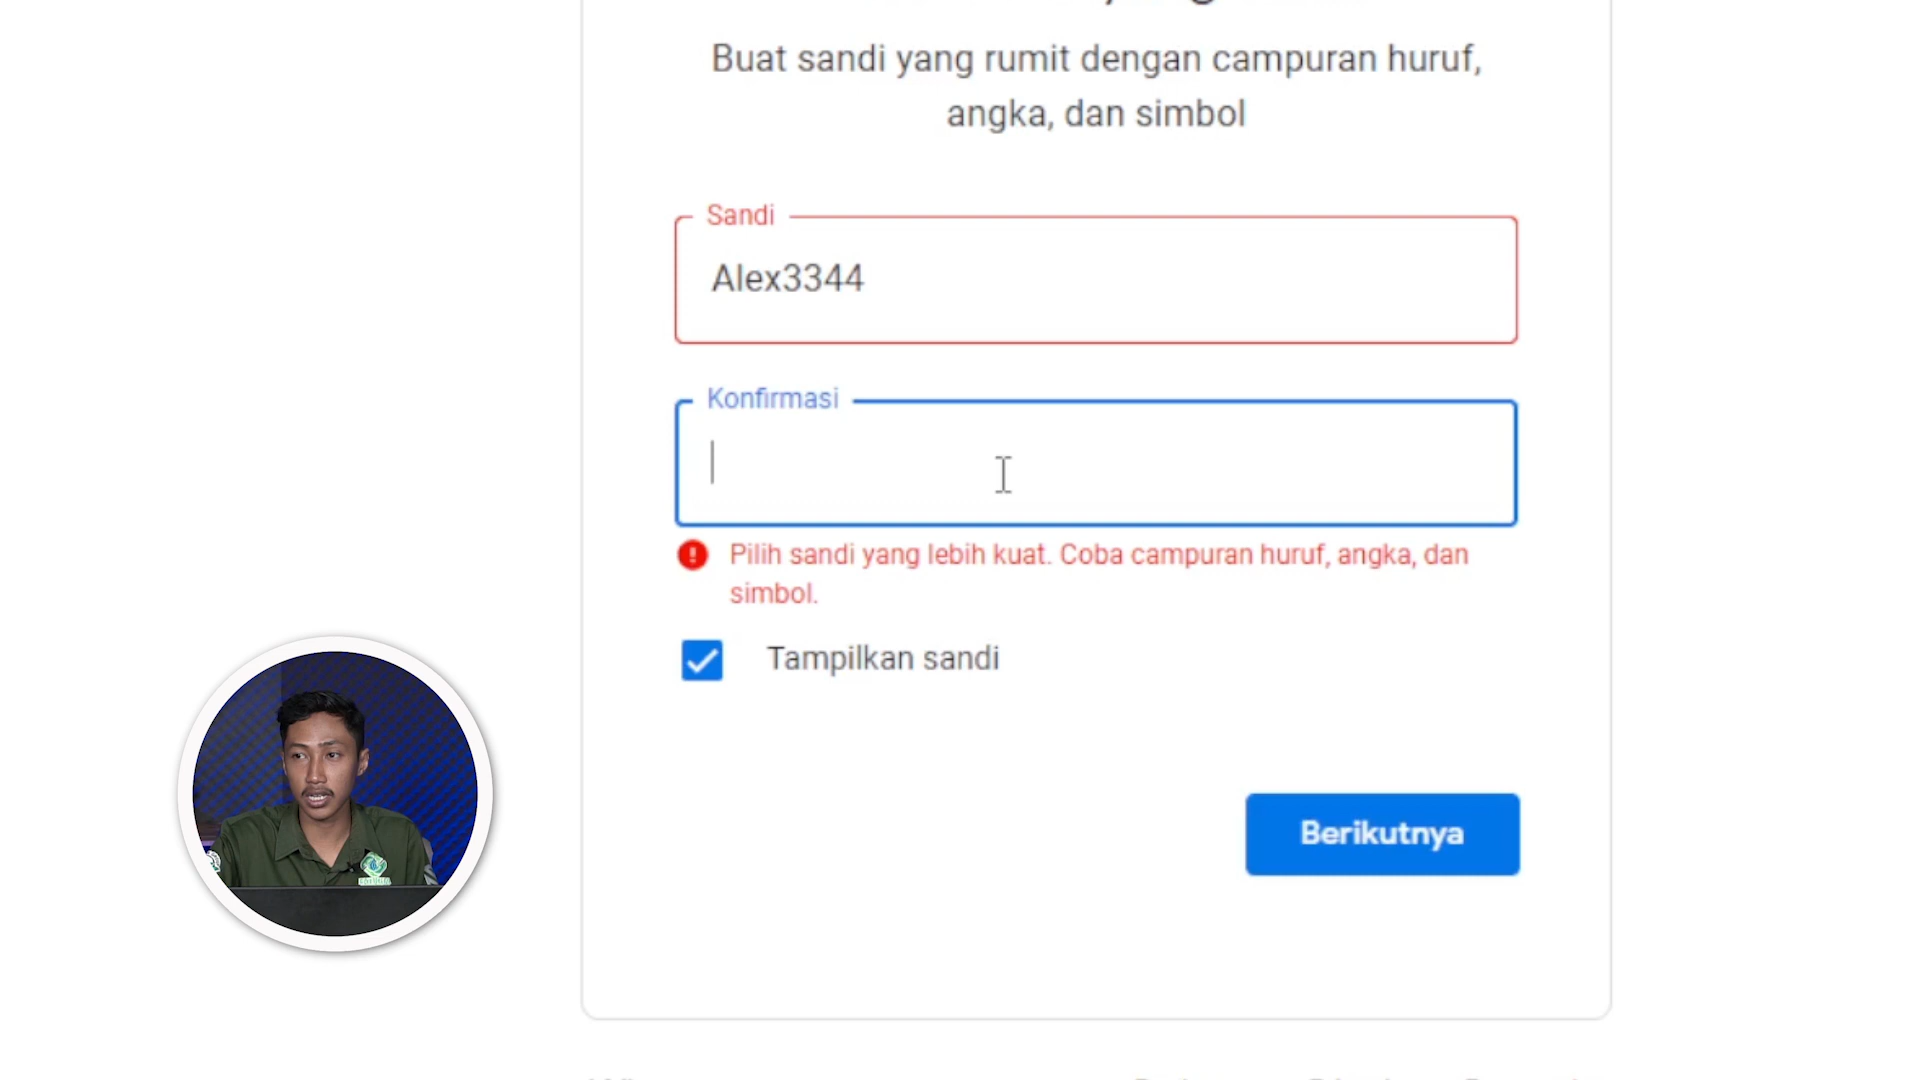 Buat sandi yang rumit dengan campuran huruf,
angka, dan simbol
Sandi
Alex3344
Konfirmasi
Pilih sandi yang lebih kuat. Coba campuran huruf, angka, dan
simbol.
Tampilkan sandi
Berikutnya